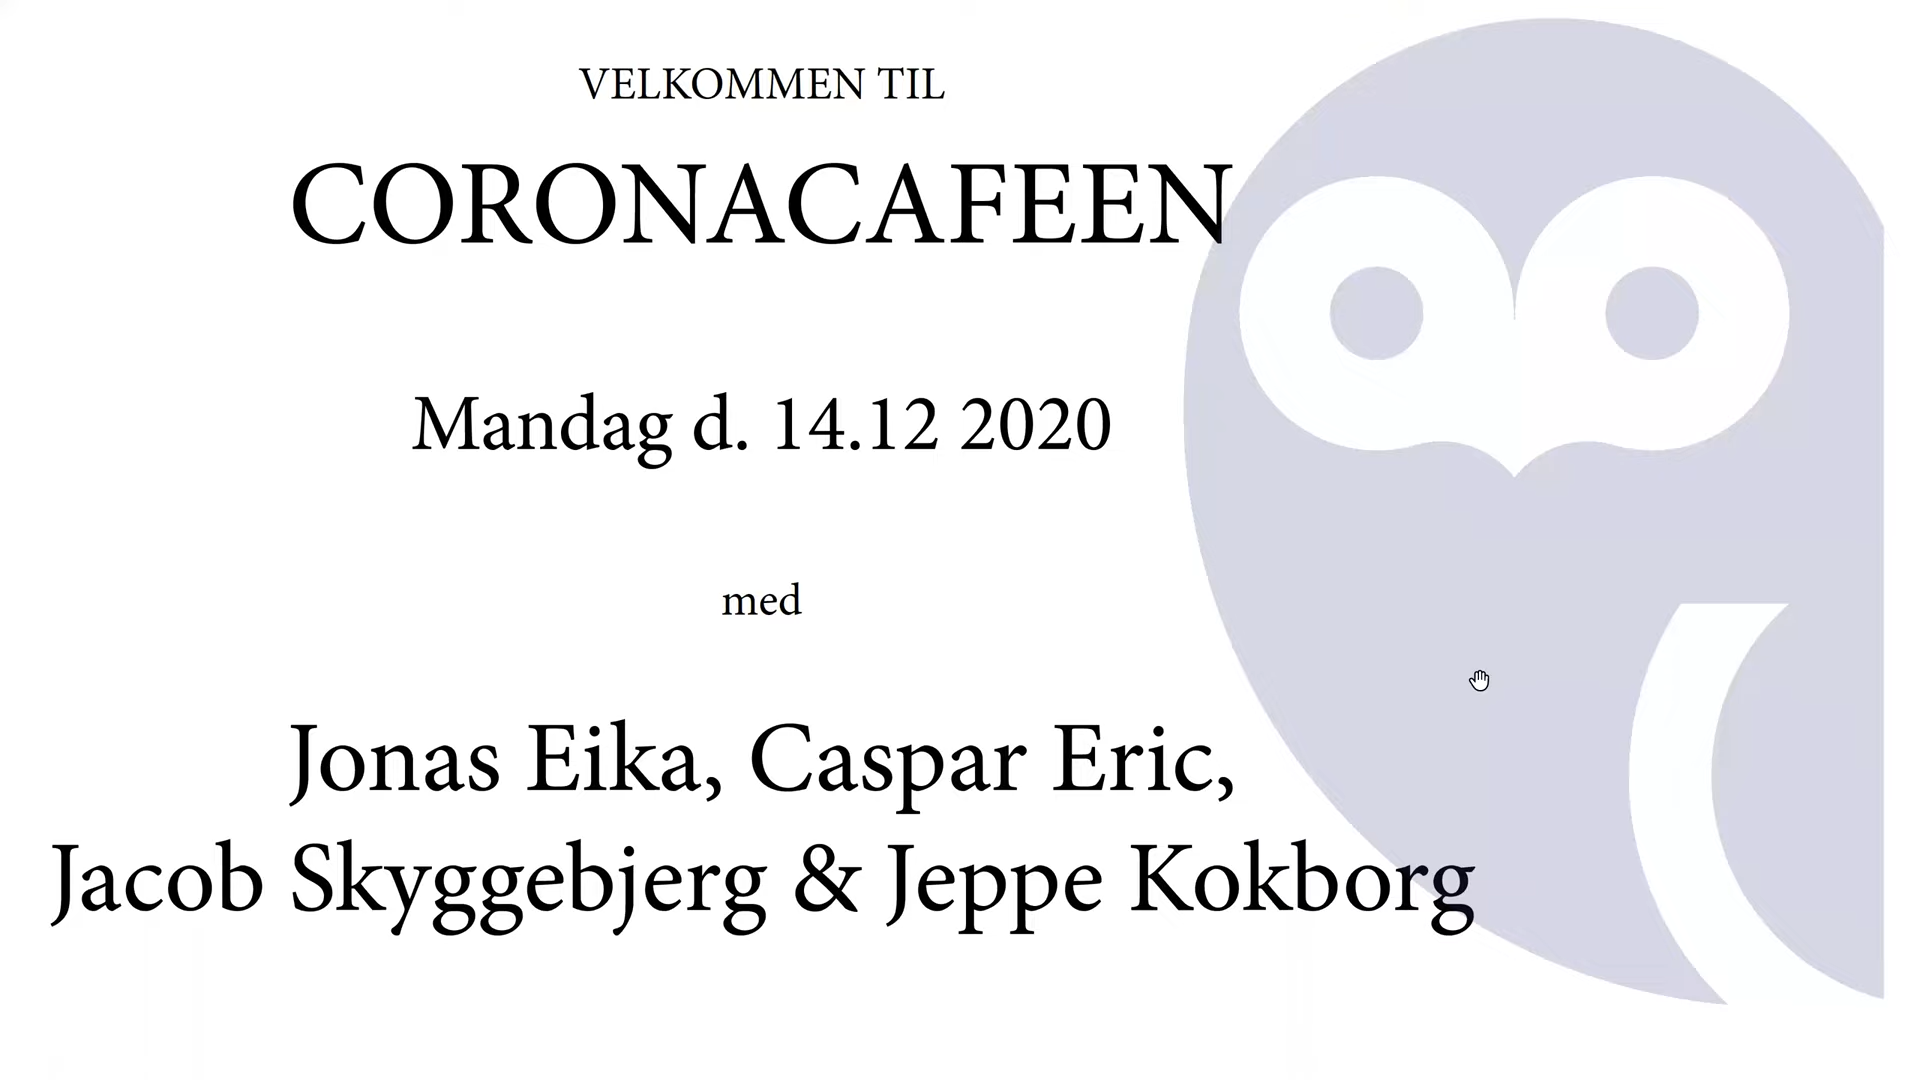 VELKOMMEN TIL
CORONACAFEEN
Mandag d. 14.12 2020
med
Jonas Eika, Caspar Eric,
Jacob Skyggebjerg & Jeppe Kokborg